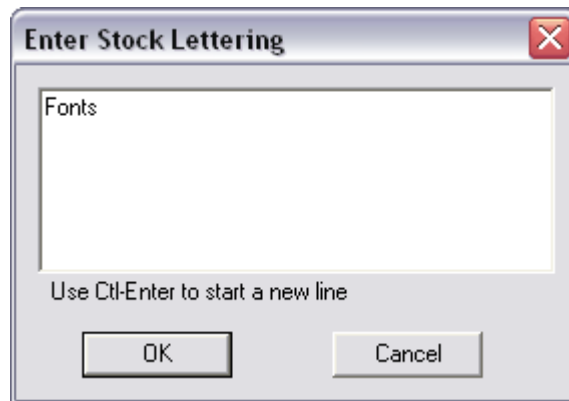 Enter Stock Lettering
Fonts
Use Ctl-Enter to start a new line
OK Cancel